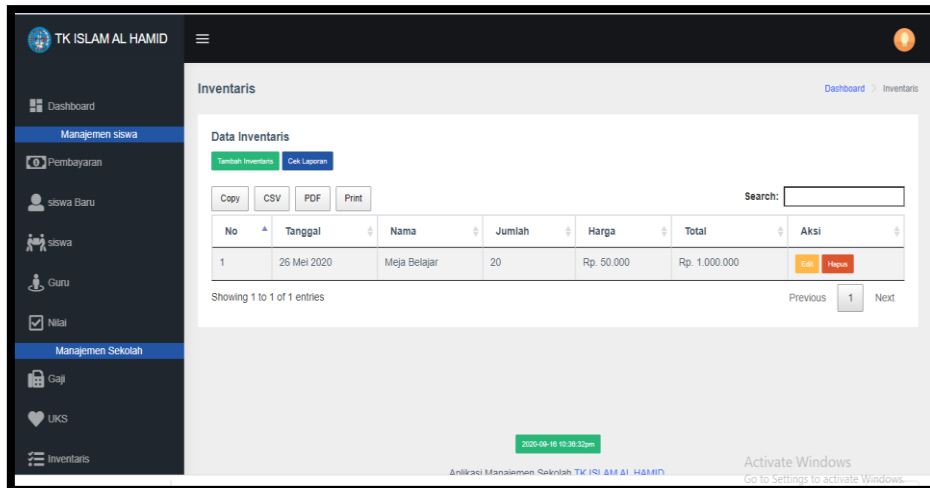 TK ISLAM AL HAMID
Dashboard
Manajemen siswa
Pembayaran
siswa Baru
siswa
Guru
Nilai
Manajemen Sekolah
Gaji
UKS
Inventaris
Inventaris
Dashboard > Inventaris
Data Inventaris
Tambah Inventaris Cek Laporan
Copy CSV PDF Print
Search:
No Tanggal Nama Jumlah Harga Total Aksi
1 26 Mei 2020 Meja Belajar 20 Rp. 50.000 Rp. 1.000.000 Edit Hapus
Showing 1 to 1 of 1 entries
Previous 1 Next
2020-09-16 10:36:32pm
Aplikasi Manajemen Sekolah TK ISLAM AL HAMID
Activate Windows
Go to Settings to activate Windows.